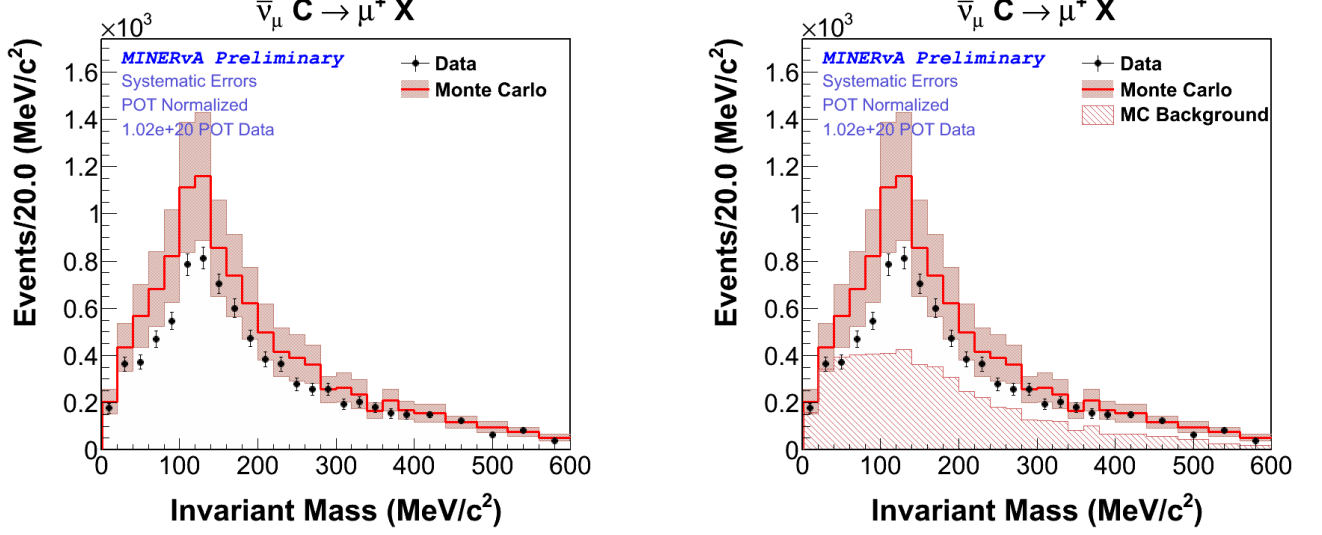 ν̅μ C → μ⁺ X
×10³
MINERνA Preliminary
Systematic Errors
POT Normalized
1.02e+20 POT Data
Data
Monte Carlo
Events/20.0 (MeV/c²)
1.6
1.4
1.2
1
0.8
0.6
0.4
0.2
0
0 100 200 300 400 500 600
Invariant Mass (MeV/c²)
ν̅μ C → μ⁺ X
×10³
MINERνA Preliminary
Systematic Errors
POT Normalized
1.02e+20 POT Data
Data
Monte Carlo
MC Background
Events/20.0 (MeV/c²)
1.6
1.4
1.2
1
0.8
0.6
0.4
0.2
0
0 100 200 300 400 500 600
Invariant Mass (MeV/c²)